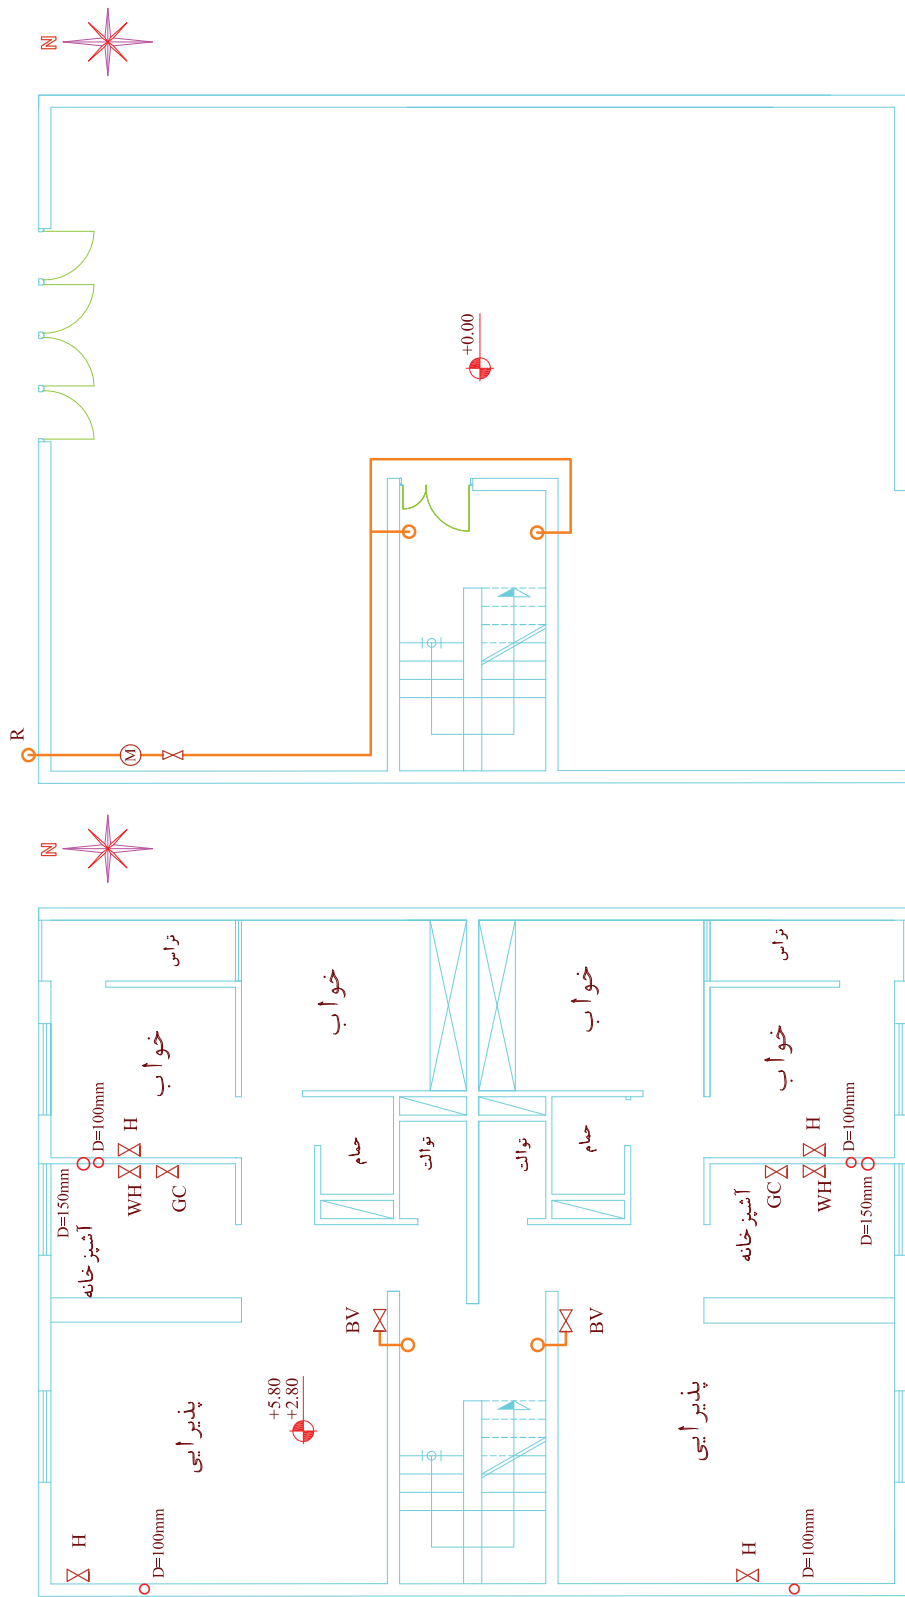 N
+0.00
R
M
N
تراس
تراس
خواب
خواب
خواب
خواب
D=100mm
H
H
D=100mm
حمام
توالت
توالت
حمام
D=150mm
WH
GC
GC
WH
D=150mm
آشپزخانه
آشپزخانه
BV
BV
+5.80
+2.80
پذیرایی
پذیرایی
H
D=100mm
H
D=100mm